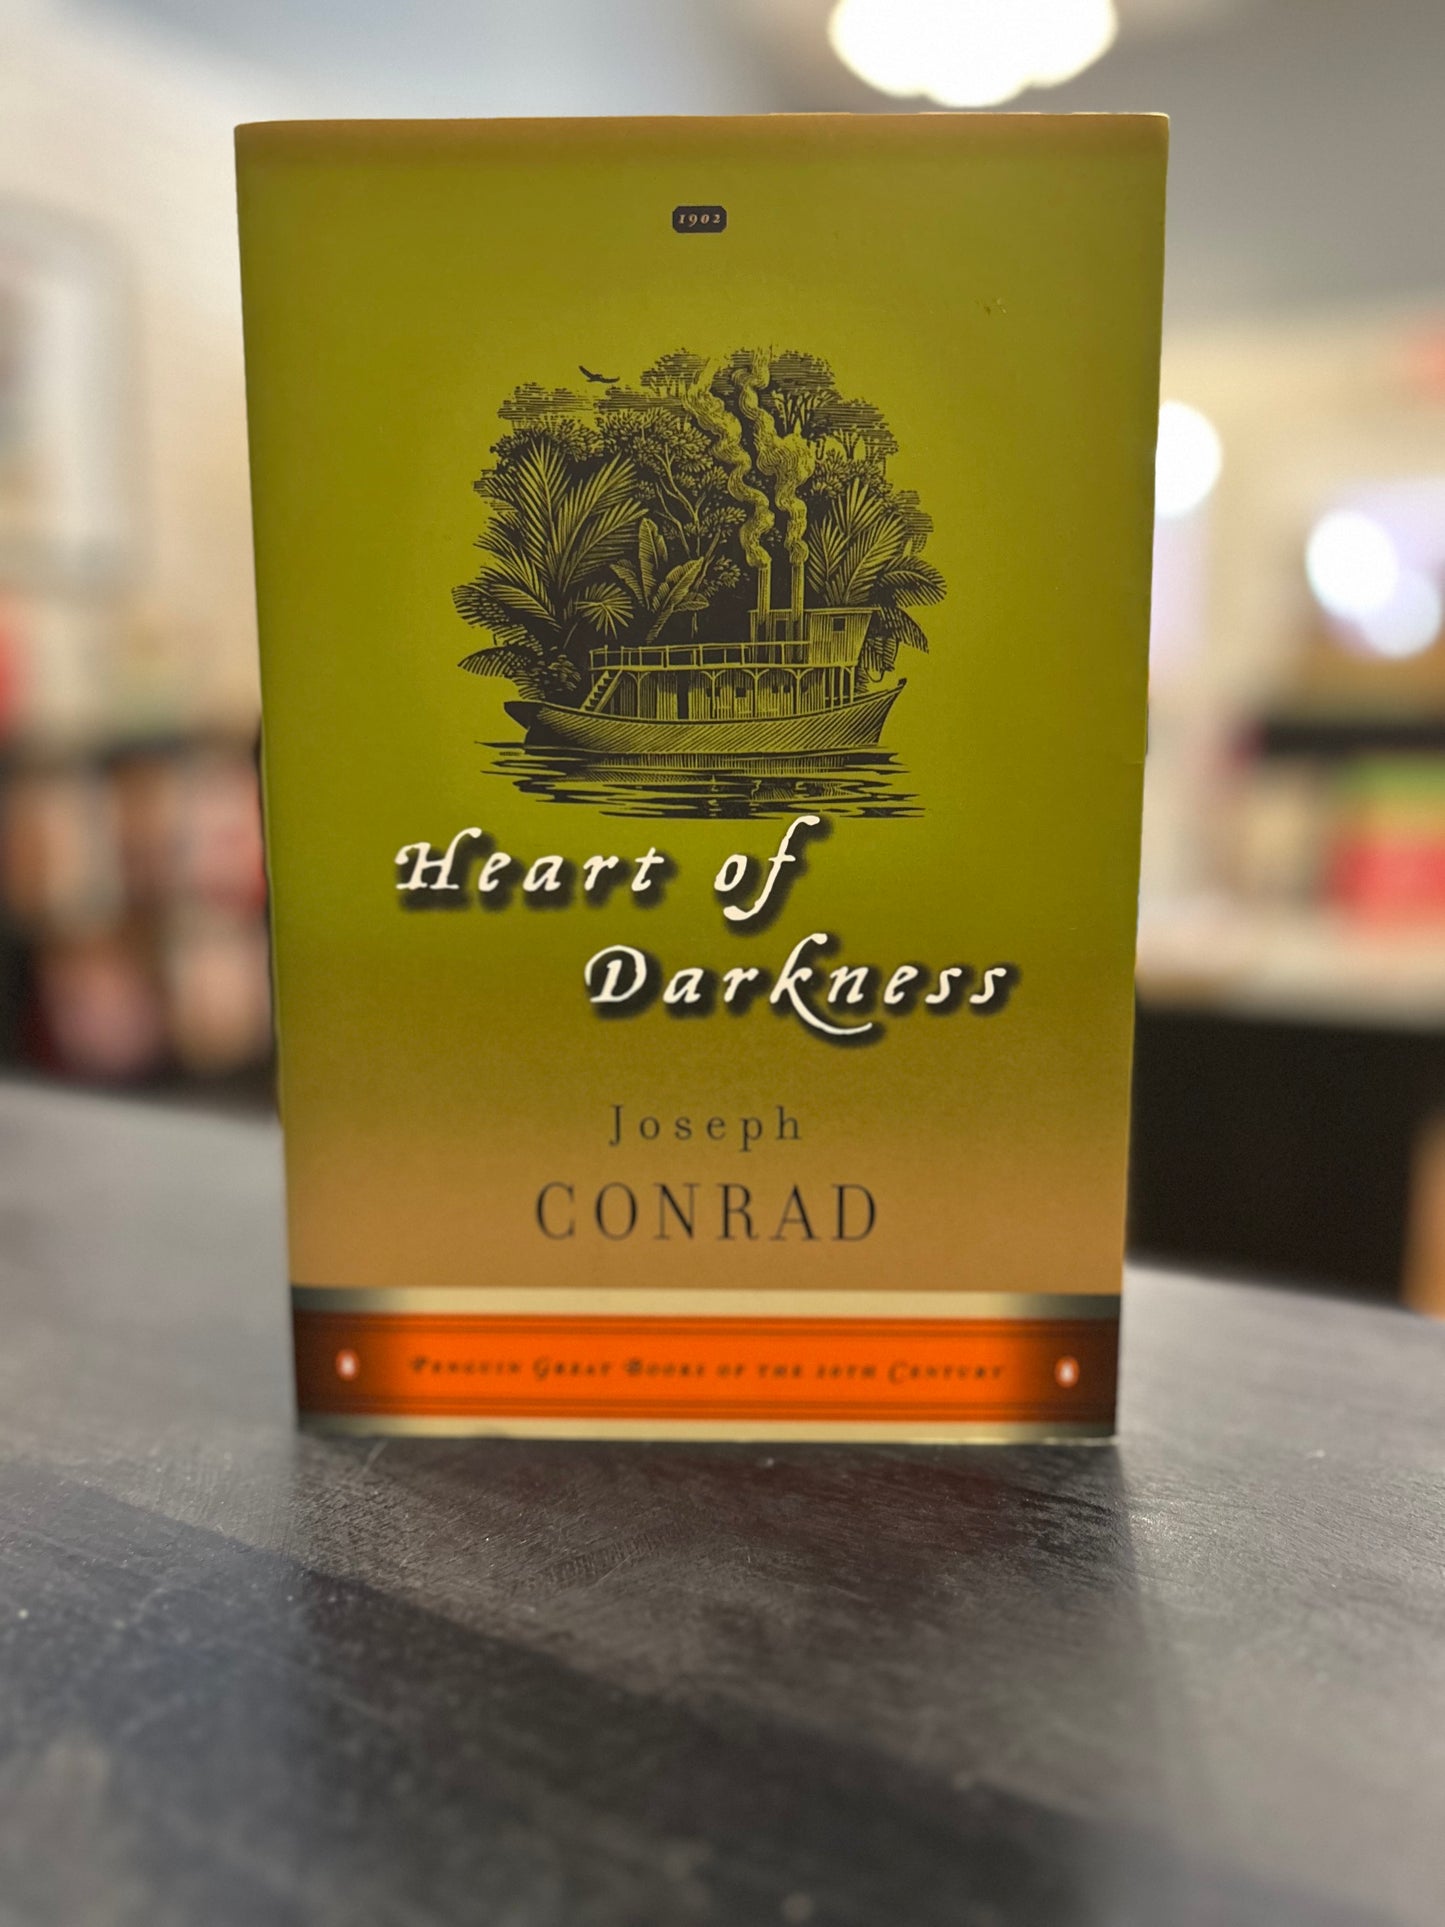 1902
Heart of
Darkness
Joseph
CONRAD
PENGUIN GREAT BOOKS OF THE 20TH CENTURY